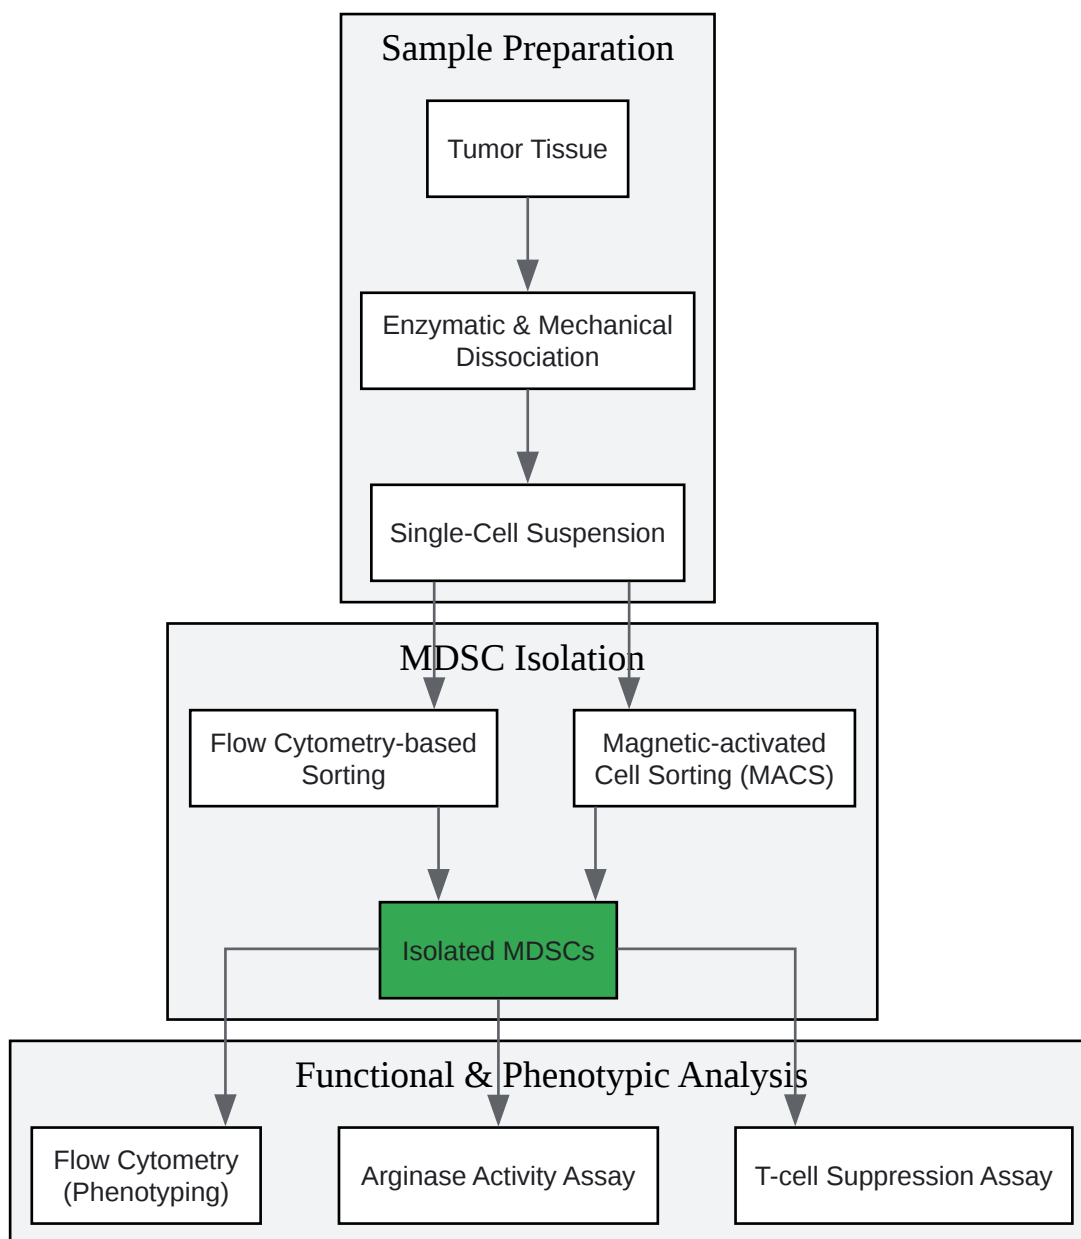 Sample Preparation
Tumor Tissue
Enzymatic & Mechanical
Dissociation
Single-Cell Suspension
MDSC Isolation
Flow Cytometry-based
Sorting
Magnetic-activated
Cell Sorting (MACS)
Isolated MDSCs
Functional & Phenotypic Analysis
Flow Cytometry
(Phenotyping)
Arginase Activity Assay
T-cell Suppression Assay